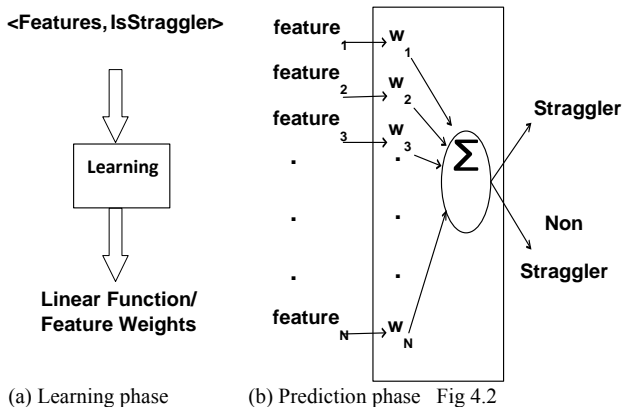 <Features, IsStraggler>
Learning
Linear Function/
Feature Weights
(a) Learning phase
feature 1
w 1
feature 2
w 2
feature 3
w 3
feature N
w N
Σ
Straggler
Non
Straggler
(b) Prediction phase Fig 4.2